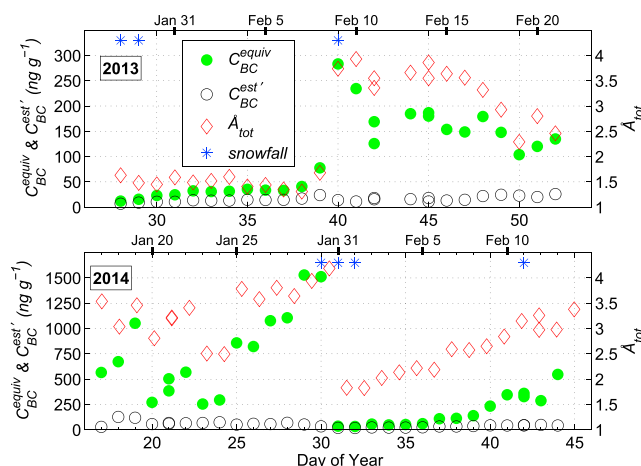 Jan 31 Feb 5 Feb 10 Feb 15 Feb 20
2013
C_BC^equiv
C_BC^est′
Å_tot
snowfall
C_BC^equiv & C_BC^est′ (ng g⁻¹)
350
300
250
200
150
100
50
0
4
3.5
3
2.5
2
1.5
1
Å_tot
30 35 40 45 50
Jan 20 Jan 25 Jan 31 Feb 5 Feb 10
2014
C_BC^equiv & C_BC^est′ (ng g⁻¹)
1500
1250
1000
750
500
250
0
4
3.5
3
2.5
2
1.5
1
Å_tot
20 25 30 35 40 45
Day of Year